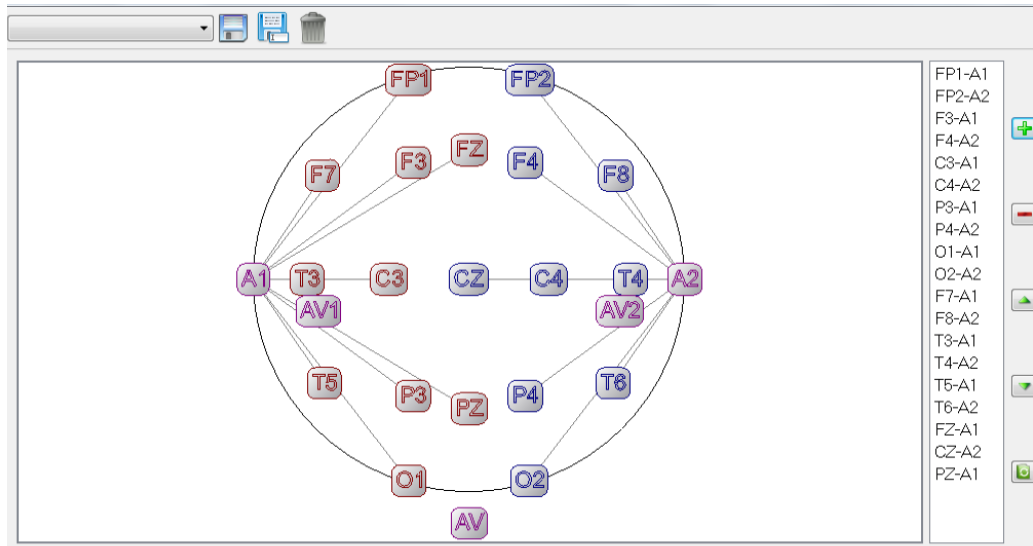 FP1 FP2
FZ
F3 F4
F7 F8
A1 T3 C3 CZ C4 T4 A2
AV1 AV2
T5 T6
P3 P4
PZ
O1 O2
AV
FP1-A1
FP2-A2
F3-A1
F4-A2
C3-A1
C4-A2
P3-A1
P4-A2
O1-A1
O2-A2
F7-A1
F8-A2
T3-A1
T4-A2
T5-A1
T6-A2
FZ-A1
CZ-A2
PZ-A1